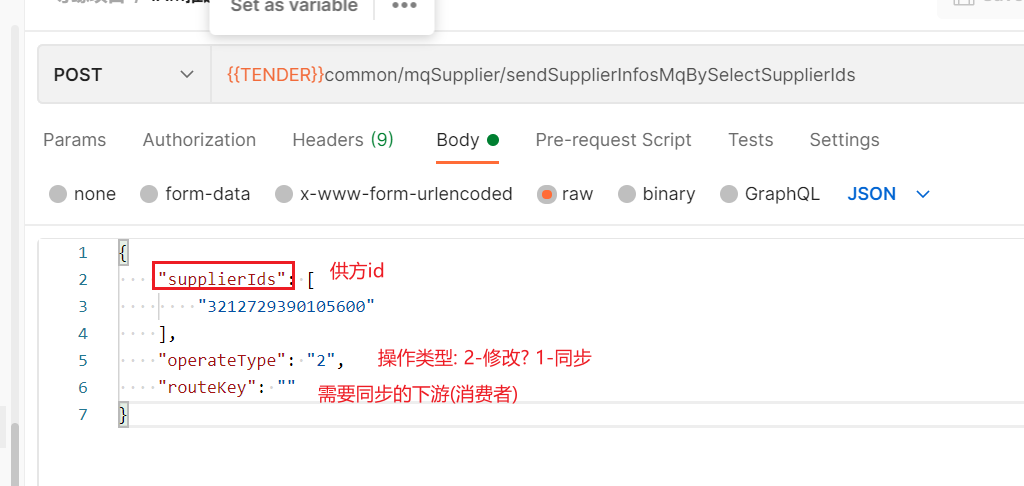 Set as variable
POST {{TENDER}}common/mqSupplier/sendSupplierInfosMqBySelectSupplierIds
Params Authorization Headers (9) Body Pre-request Script Tests Settings
none form-data x-www-form-urlencoded raw binary GraphQL JSON
1 {
2 "supplierIds": [ 供方id
3 "3212729390105600"
4 ],
5 "operateType": "2", 操作类型: 2-修改? 1-同步
6 "routeKey": "" 需要同步的下游(消费者)
7 }